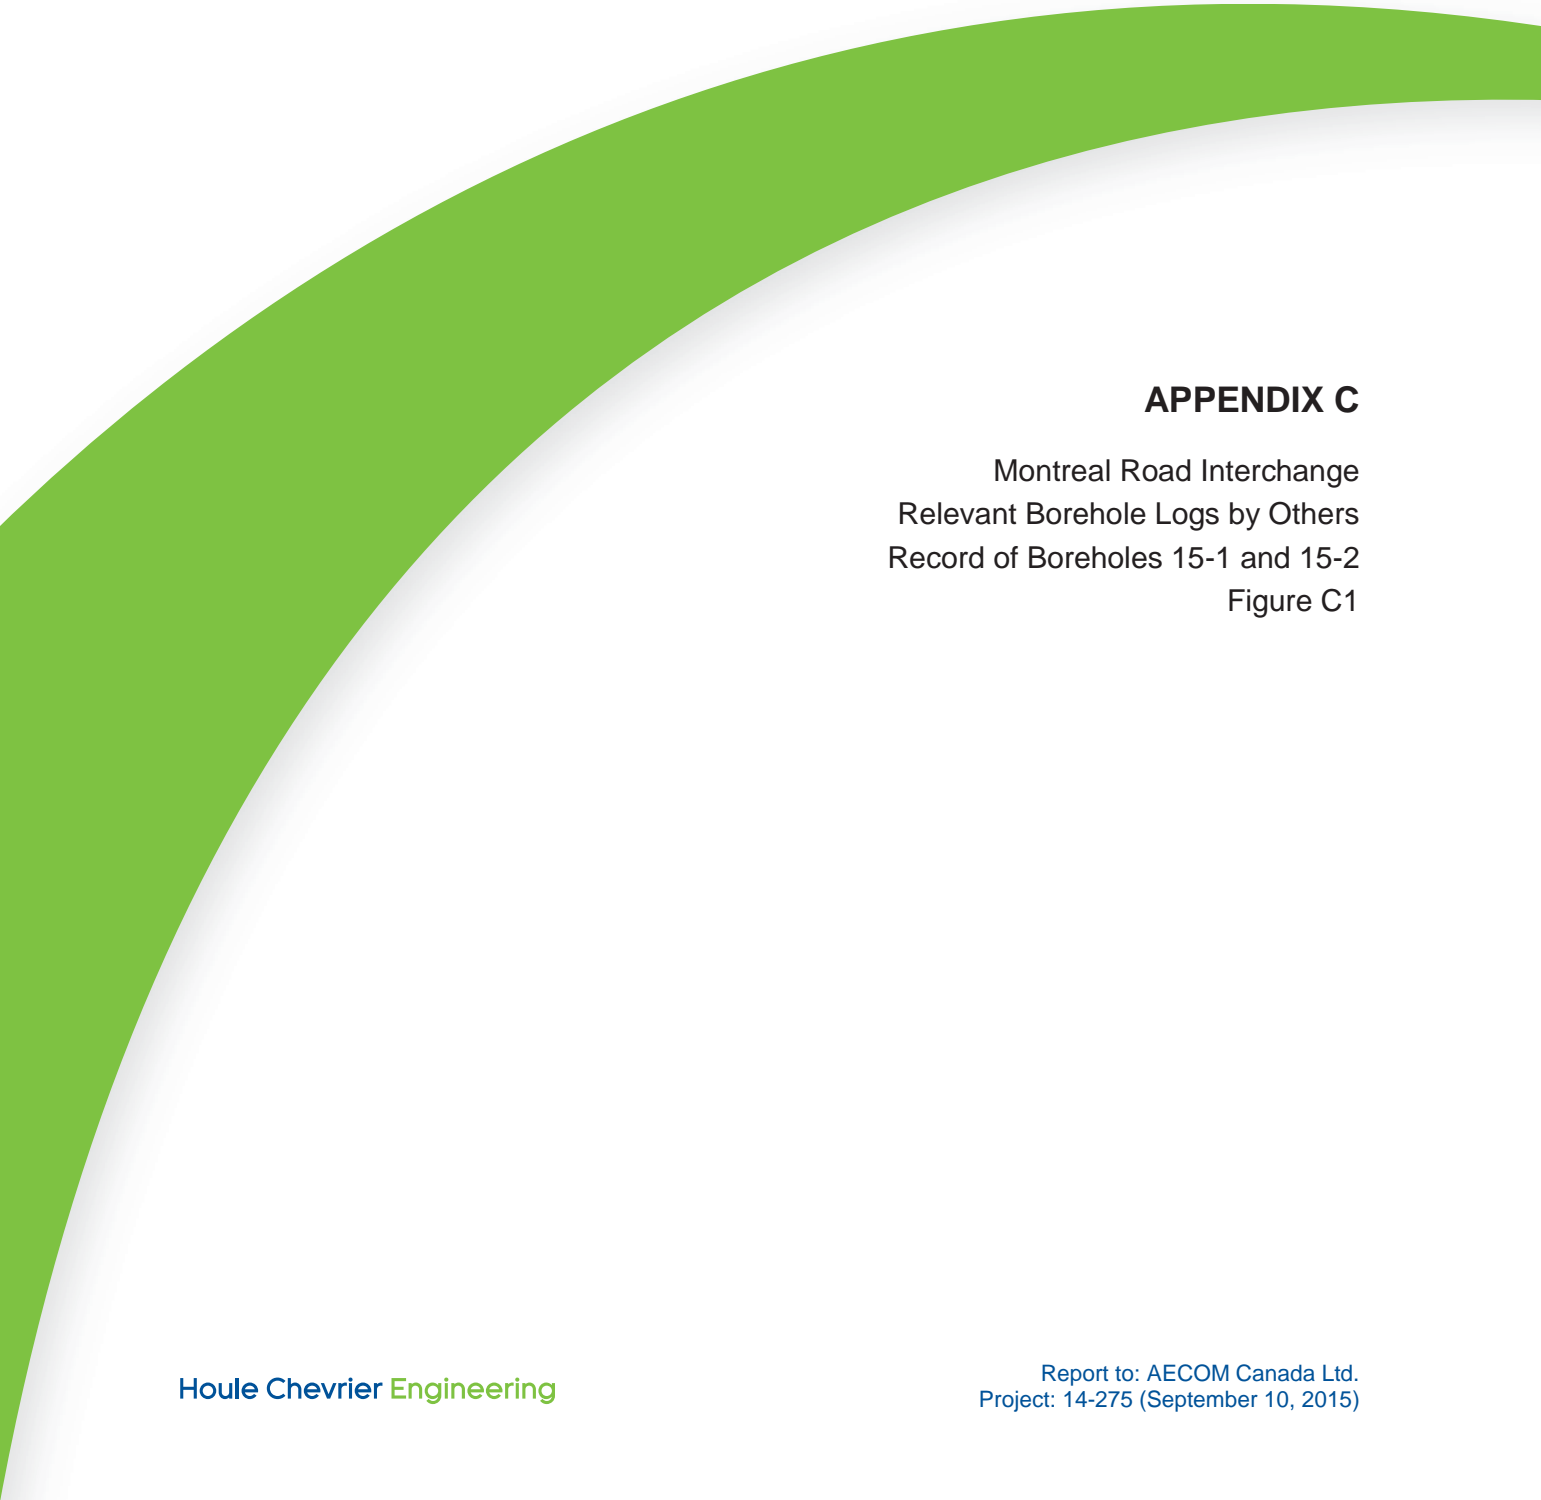 APPENDIX C
Montreal Road Interchange
Relevant Borehole Logs by Others
Record of Boreholes 15-1 and 15-2
Figure C1
Houle Chevrier Engineering
Report to: AECOM Canada Ltd.
Project: 14-275 (September 10, 2015)